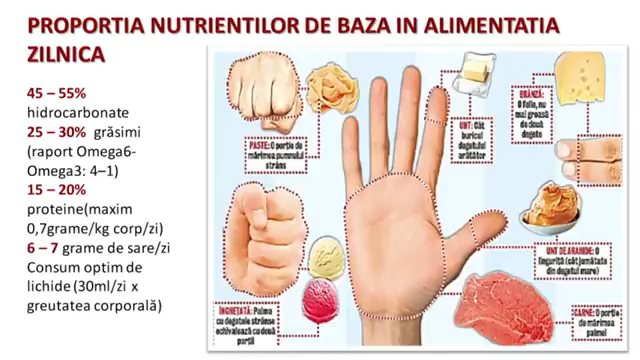 PROPORTIA NUTRIENTILOR DE BAZA IN ALIMENTATIA
ZILNICA
45 – 55%
hidrocarbonate
25 – 30% grăsimi
(raport Omega6-
Omega3: 4–1)
15 – 20%
proteine(maxim
0,7grame/kg corp/zi)
6 – 7 grame de sare/zi
Consum optim de
lichide (30ml/zi x
greutatea corporală)
PASTE: O porție de
mărimea pumnului
strâns
UNT: Cât
buricul
degetului
arătător
BRÂNZĂ:
O felie, nu
mai groasă
de două
degete
UNT DE ARAHIDE: O
lingurită (cât jumătate
din degetul mare)
ÎNGHEȚATĂ: Palma
cu degetele strânse
echivalează cu două
porții
CARNE: O porție
de mărimea
palmei